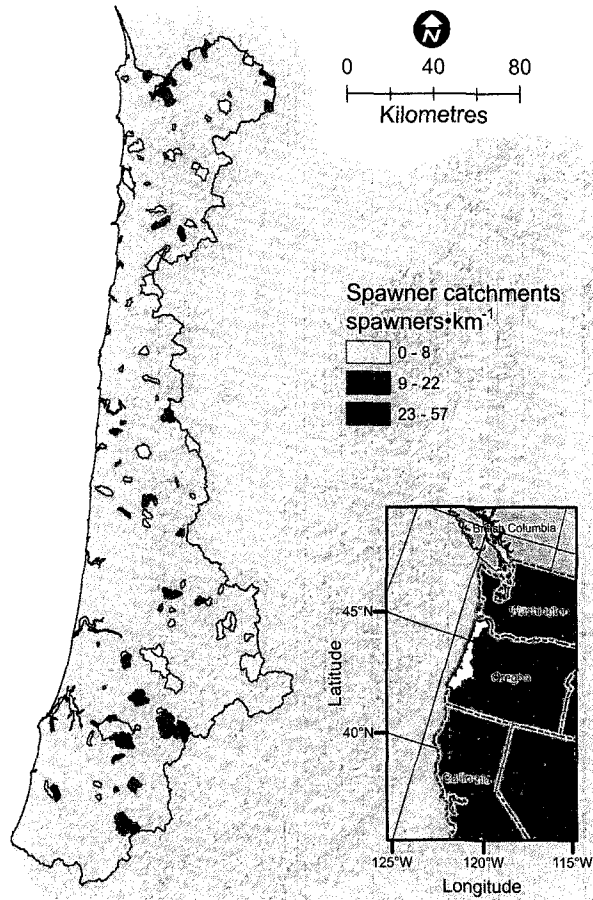 N
0 40 80
Kilometres
Spawner catchments
spawners•km-1
0 - 8
9 - 22
23 - 57
British Columbia
Washington
45°N
Oregon
Latitude
40°N
California
125°W 120°W 115°W
Longitude